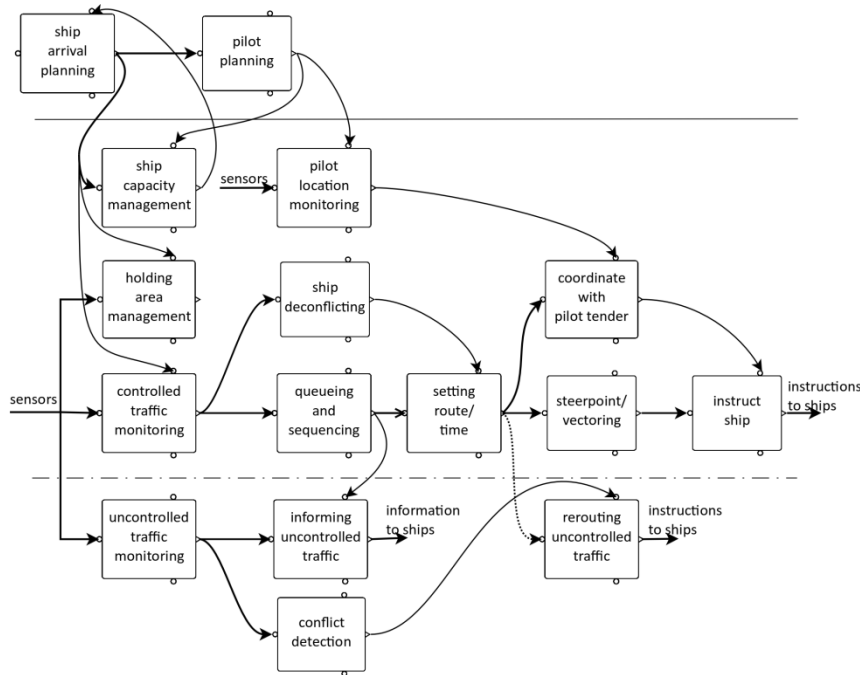 ship
arrival
planning
pilot
planning
ship
capacity
management
sensors
pilot
location
monitoring
holding
area
management
ship
deconflicting
coordinate
with
pilot tender
sensors
controlled
traffic
monitoring
queueing
and
sequencing
setting
route/
time
steerpoint/
vectoring
instruct
ship
instructions
to ships
uncontrolled
traffic
monitoring
informing
uncontrolled
traffic
information
to ships
rerouting
uncontrolled
traffic
instructions
to ships
conflict
detection